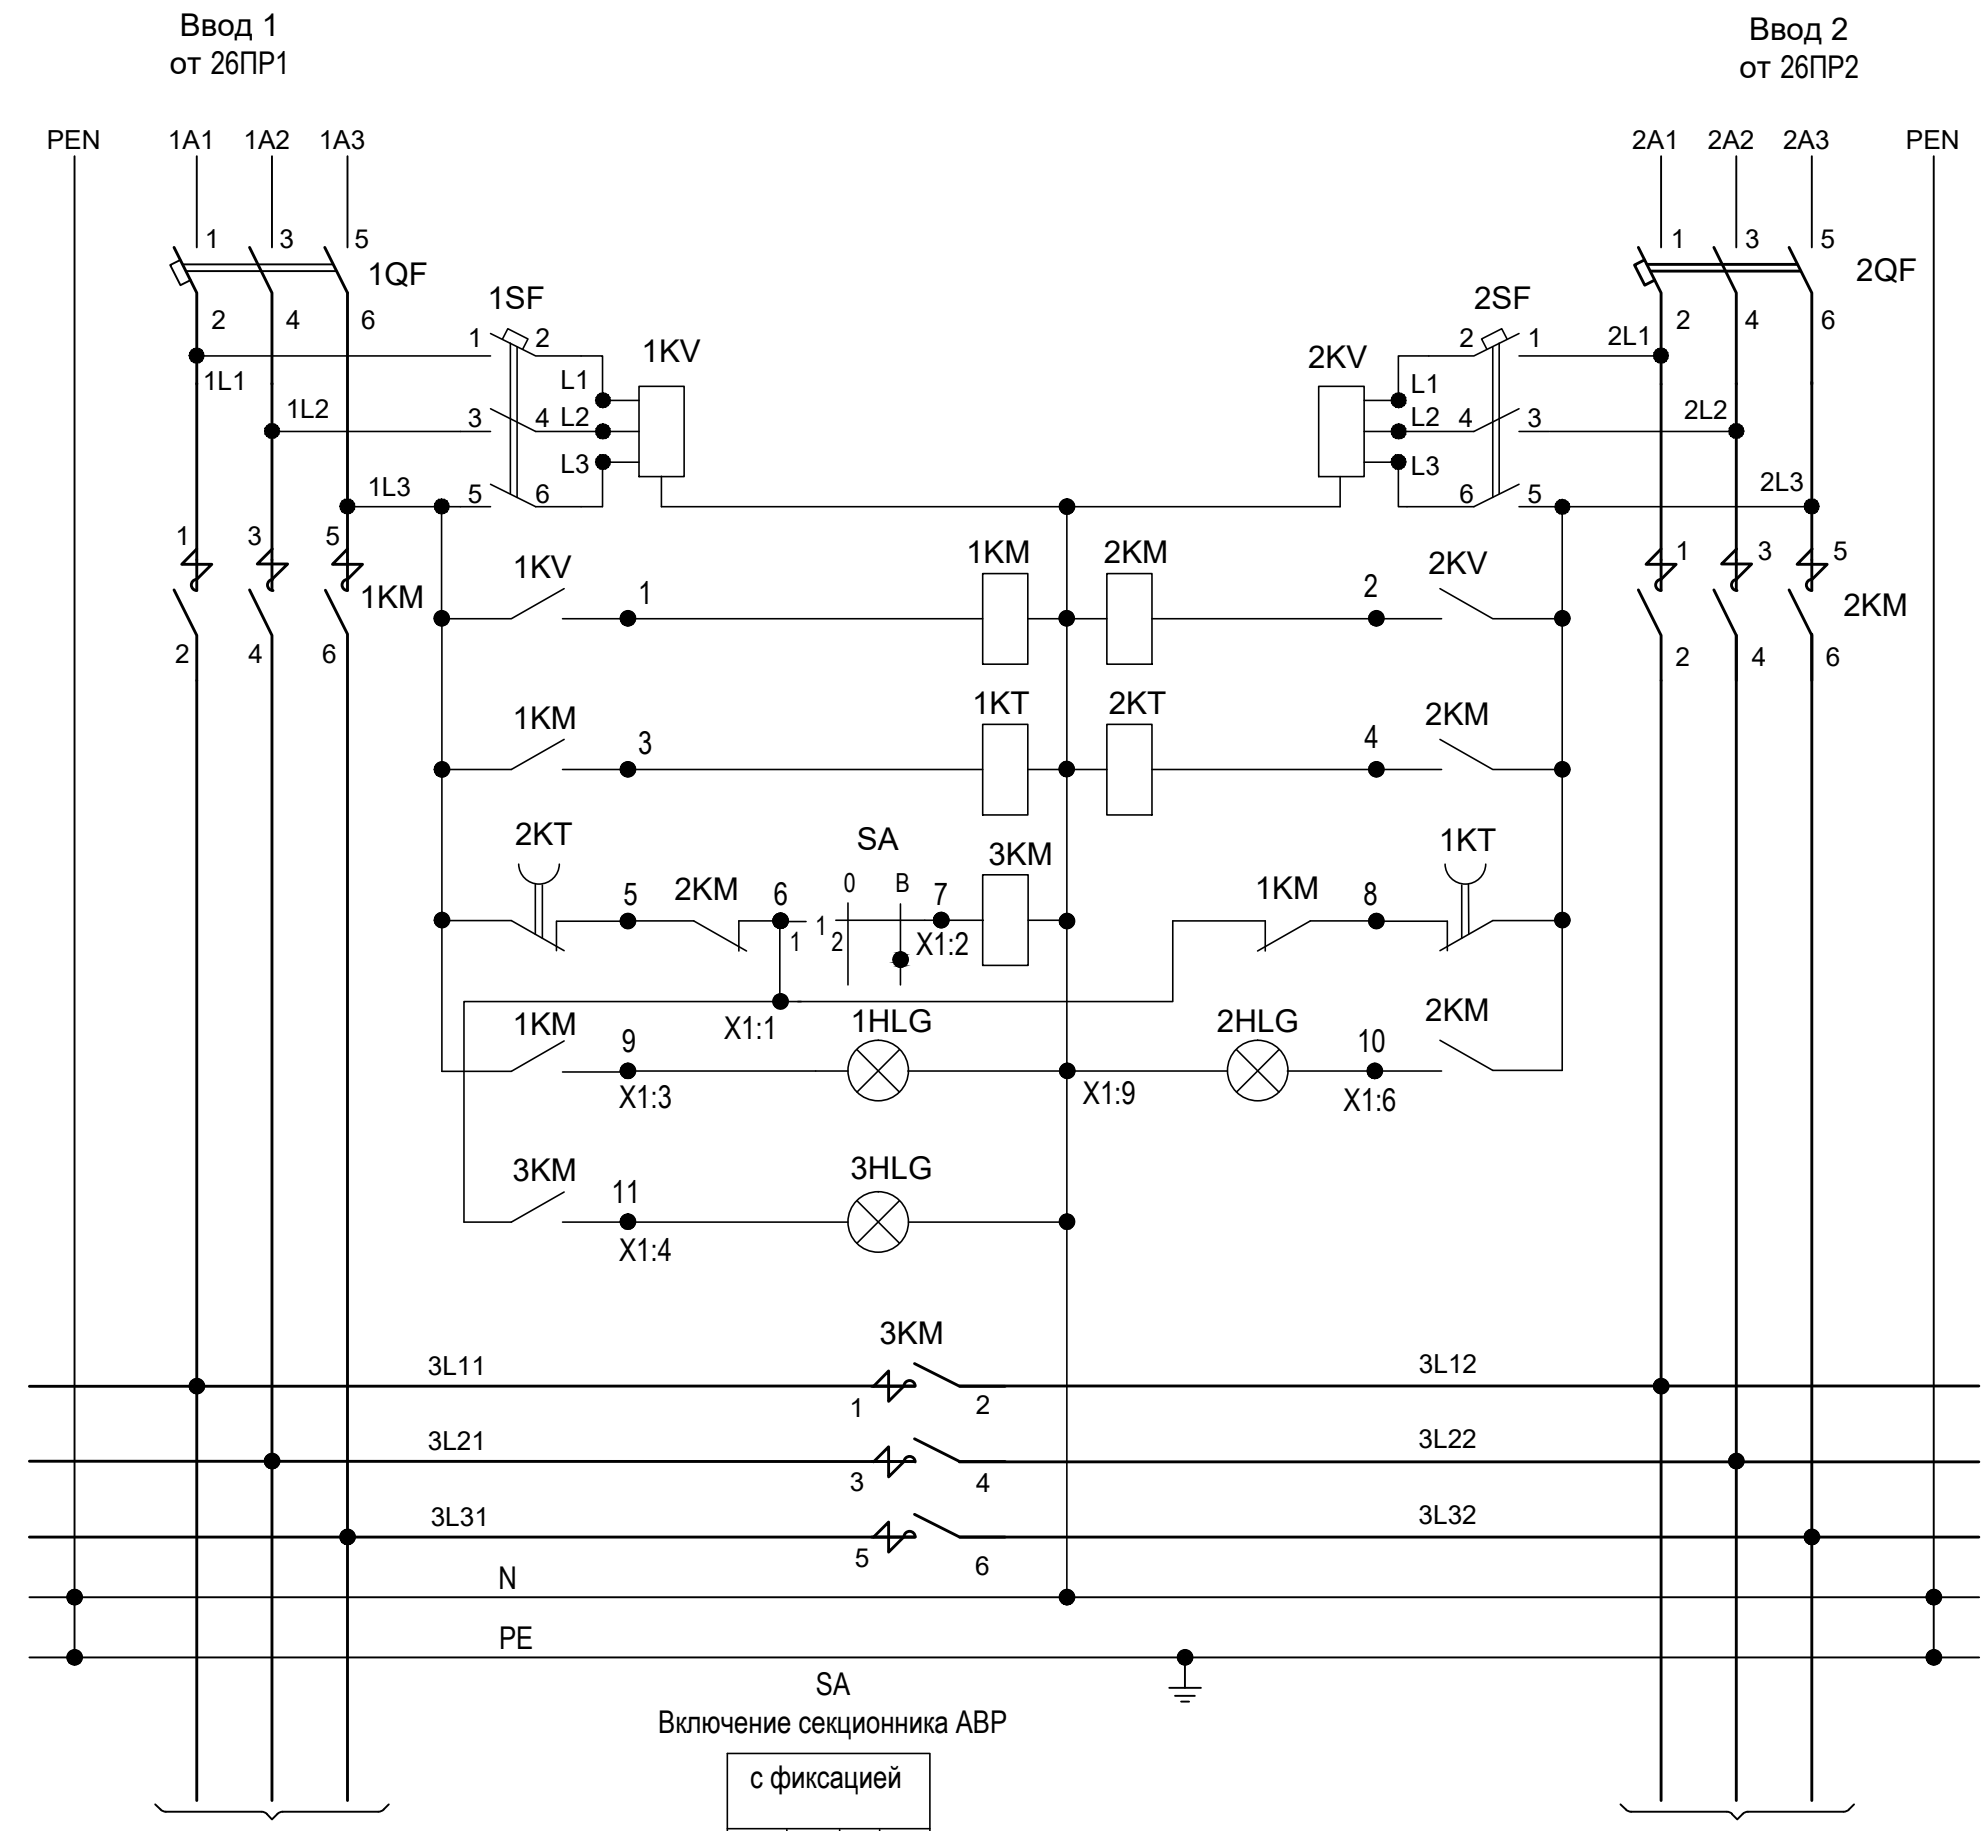 Ввод 1
от 26ПР1
Ввод 2
от 26ПР2
PEN 1A1 1A2 1A3
2A1 2A2 2A3 PEN
1 3 5
1QF
2 4 6
1 3 5
2QF
2 4 6
1SF
1 2
3 4
5 6
1KV
L1
L2
L3
2SF
2 1
4 3
6 5
2KV
L1
L2
L3
1L1
1L2
1L3
2L1
2L2
2L3
1 3 5
1KM
2 4 6
1 3 5
2KM
2 4 6
1KV 1 1KM 2KM 2 2KV
1KM 3 1KT 2KT 4 2KM
2KT 5 2KM 6 SA 7 3KM 1KM 8 1KT
0 B
1 1 2 X1:2
X1:1
1KM 9 1HLG 2HLG 10 2KM
X1:3 X1:9 X1:6
3KM 11 3HLG
X1:4
3KM
3L11 1 2 3L12
3L21 3 4 3L22
3L31 5 6 3L32
N
PE
SA
Включение секционника АВР
с фиксацией